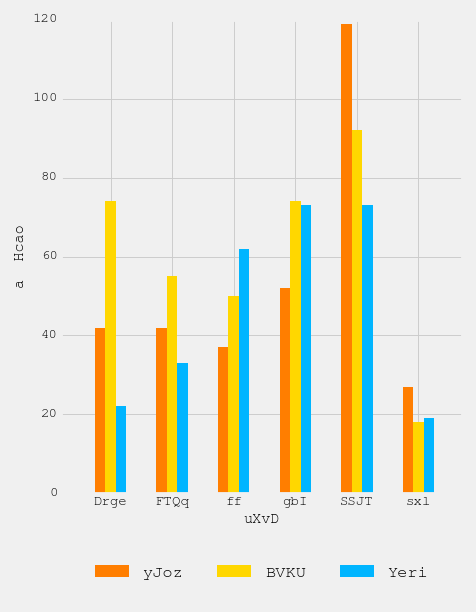 120
100
80
60
40
20
0
a Hcao
Drge FTQq ff gbI SSJT sxl
uXvD
yJoz BVKU Yeri